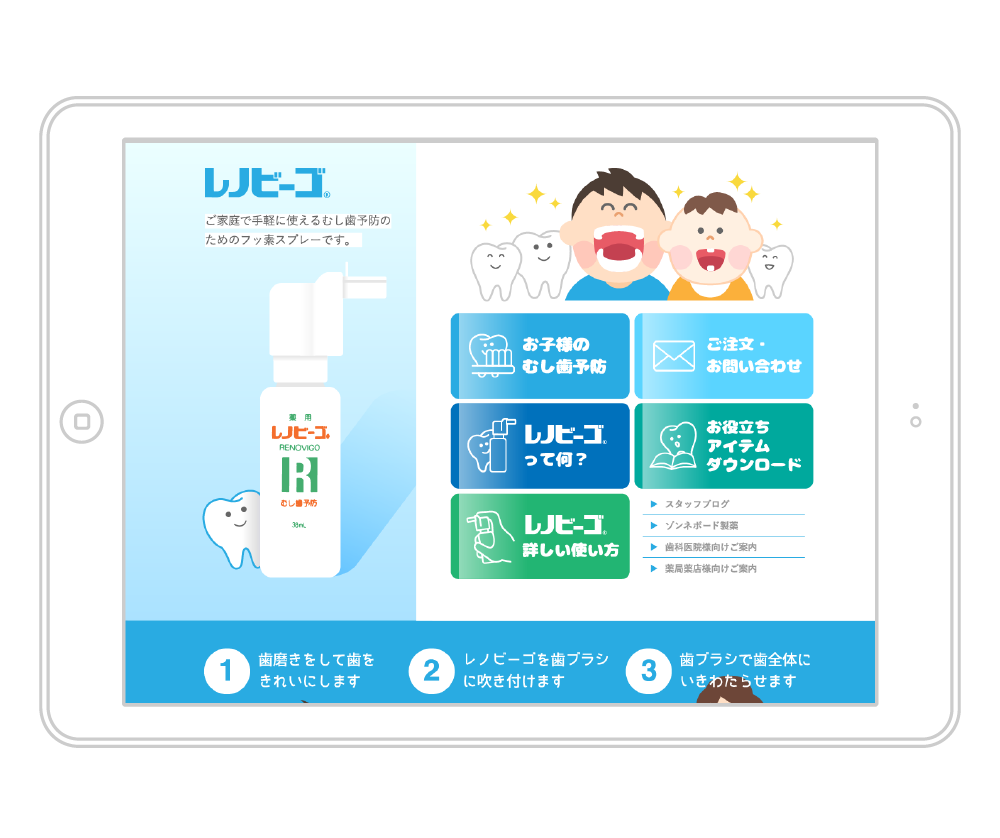 レノビーゴ®
ご家庭で手軽に使えるむし歯予防の
ためのフッ素スプレーです。
薬用
レノビーゴ®
RENOVIGO
R
むし歯予防
38mL
お子様の
むし歯予防
ご注文・
お問い合わせ
レノビーゴ®
って何？
お役立ち
アイテム
ダウンロード
レノビーゴ®
詳しい使い方
スタッフブログ
ゾンネボード製薬
歯科医院様向けご案内
薬局薬店様向けご案内
1 歯磨きをして歯を
きれいにします
2 レノビーゴを歯ブラシ
に吹き付けます
3 歯ブラシで歯全体に
いきわたらせます